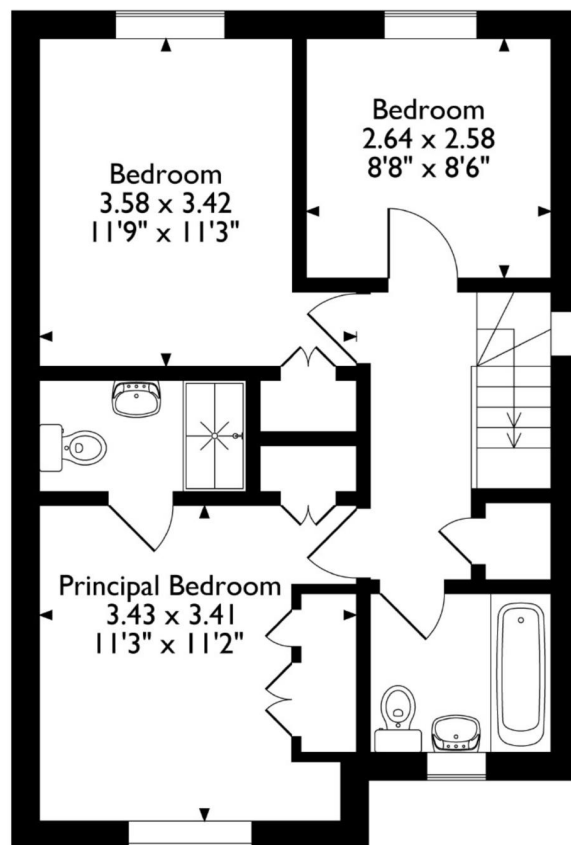 Bedroom
3.58 x 3.42
11'9" x 11'3"
Bedroom
2.64 x 2.58
8'8" x 8'6"
Principal Bedroom
3.43 x 3.41
11'3" x 11'2"